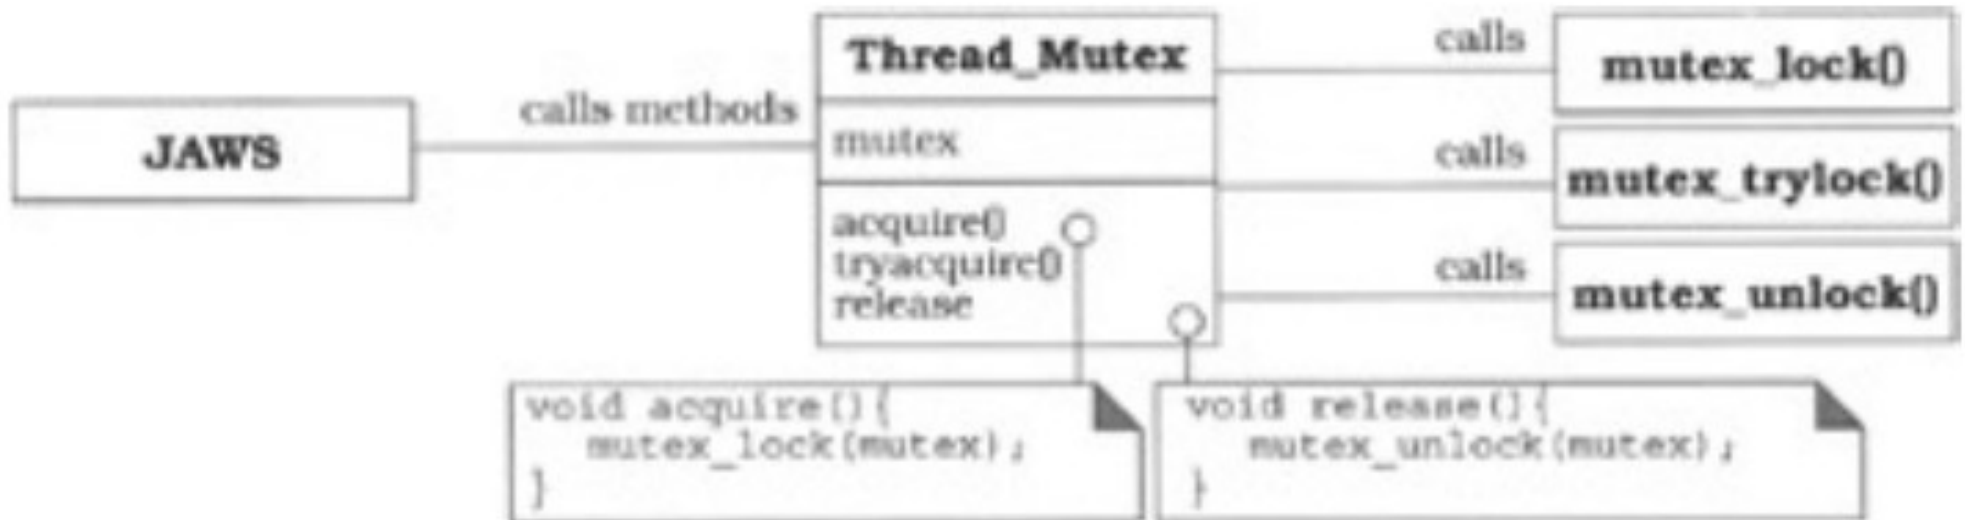 JAWS
calls methods
Thread_Mutex
mutex
acquire()
tryacquire()
release
calls
mutex_lock()
calls
mutex_trylock()
calls
mutex_unlock()
void acquire(){
mutex_lock(mutex);
}
void release(){
mutex_unlock(mutex);
}